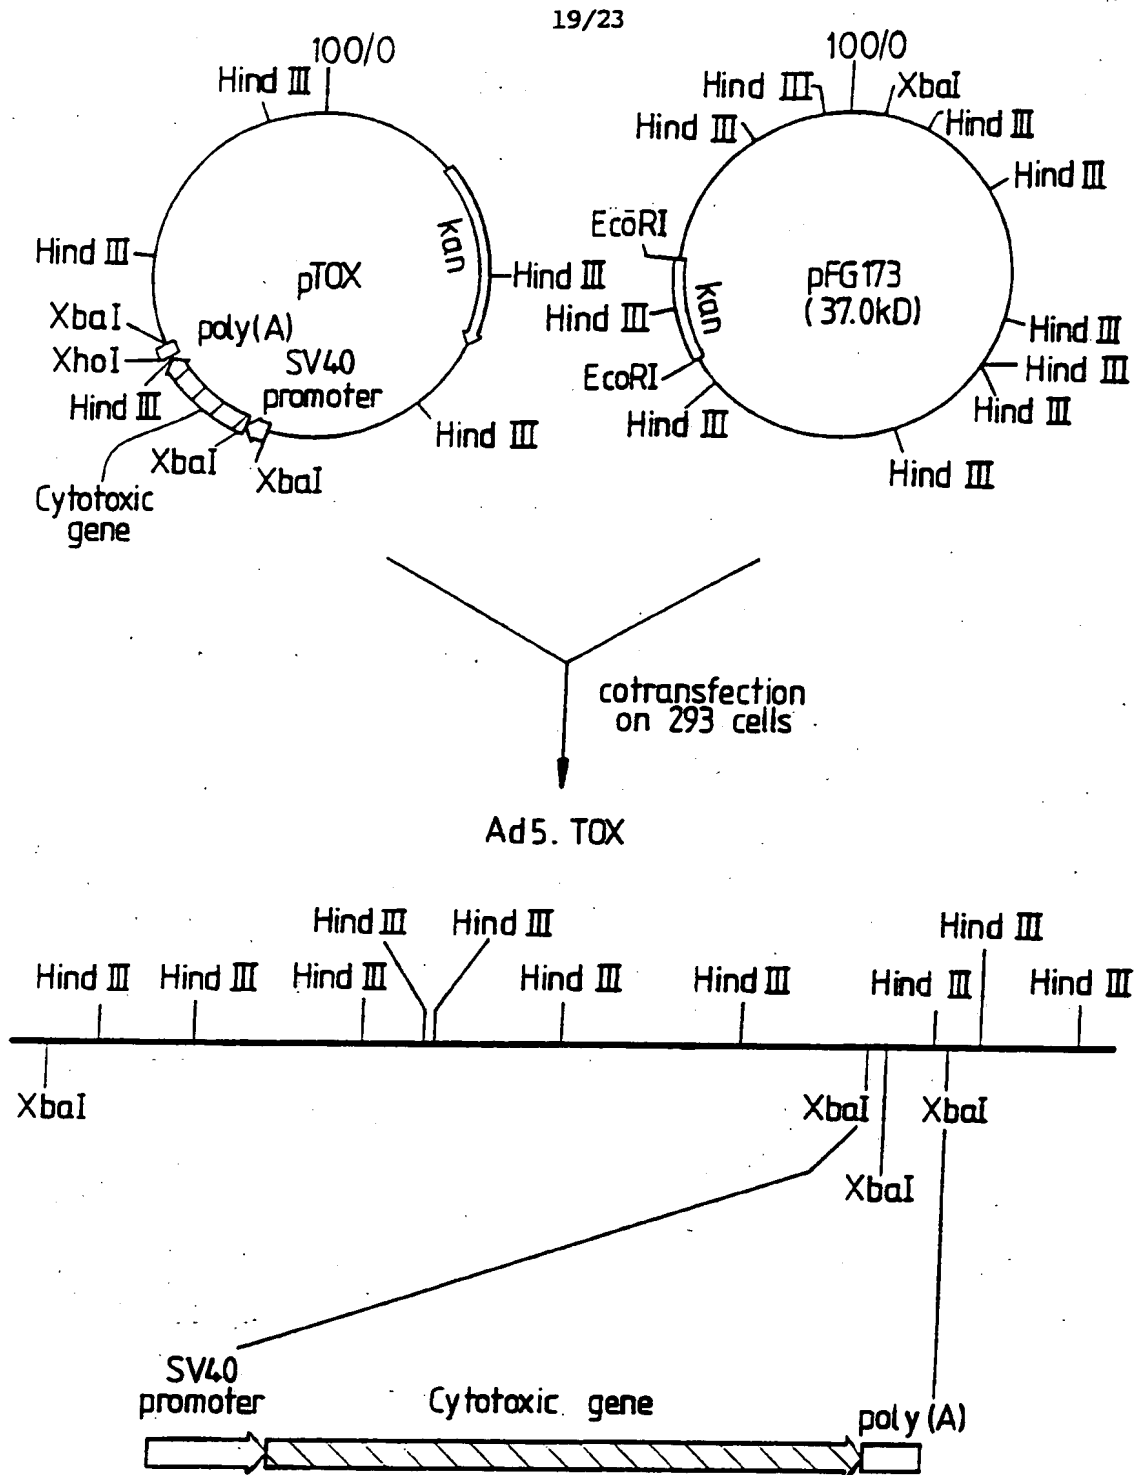 19/23
100/0
Hind III
Hind III
XbaI
XhoI
Hind III
XbaI
XbaI
Cytotoxic
gene
poly(A)
SV40
promoter
pTOX
kan
Hind III
Hind III
100/0
Hind III
Hind III
XbaI
Hind III
Hind III
EcoRI
Hind III
kan
EcoRI
Hind III
pFG173
(37.0kD)
Hind III
Hind III
Hind III
Hind III
cotransfection
on 293 cells
Ad5. TOX
Hind III
Hind III
Hind III
Hind III
Hind III
Hind III
Hind III
Hind III
Hind III
Hind III
XbaI
XbaI
XbaI
XbaI
SV40
promoter
Cytotoxic gene
poly(A)